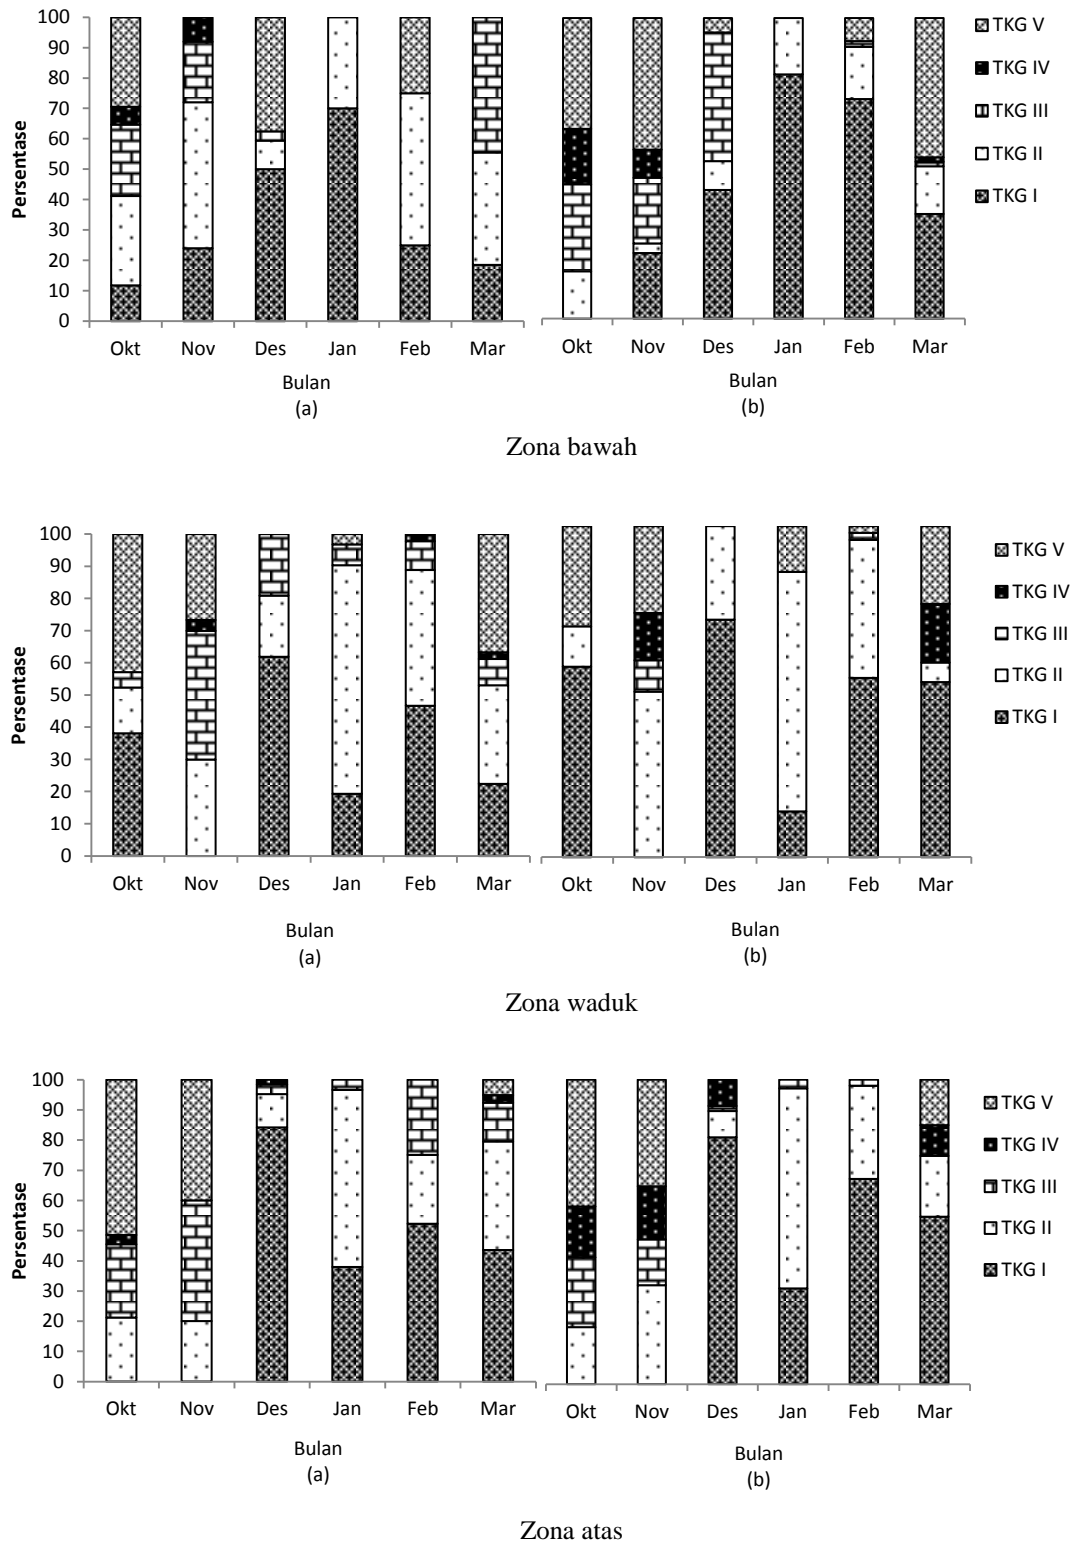 Persentase
100
90
80
70
60
50
40
30
20
10
0
Okt Nov Des Jan Feb Mar
Bulan
(a)
Okt Nov Des Jan Feb Mar
Bulan
(b)
TKG V
TKG IV
TKG III
TKG II
TKG I
Zona bawah
Persentase
100
90
80
70
60
50
40
30
20
10
0
Okt Nov Des Jan Feb Mar
Bulan
(a)
Okt Nov Des Jan Feb Mar
Bulan
(b)
TKG V
TKG IV
TKG III
TKG II
TKG I
Zona waduk
Persentase
100
90
80
70
60
50
40
30
20
10
0
Okt Nov Des Jan Feb Mar
Bulan
(a)
Okt Nov Des Jan Feb Mar
Bulan
(b)
TKG V
TKG IV
TKG III
TKG II
TKG I
Zona atas